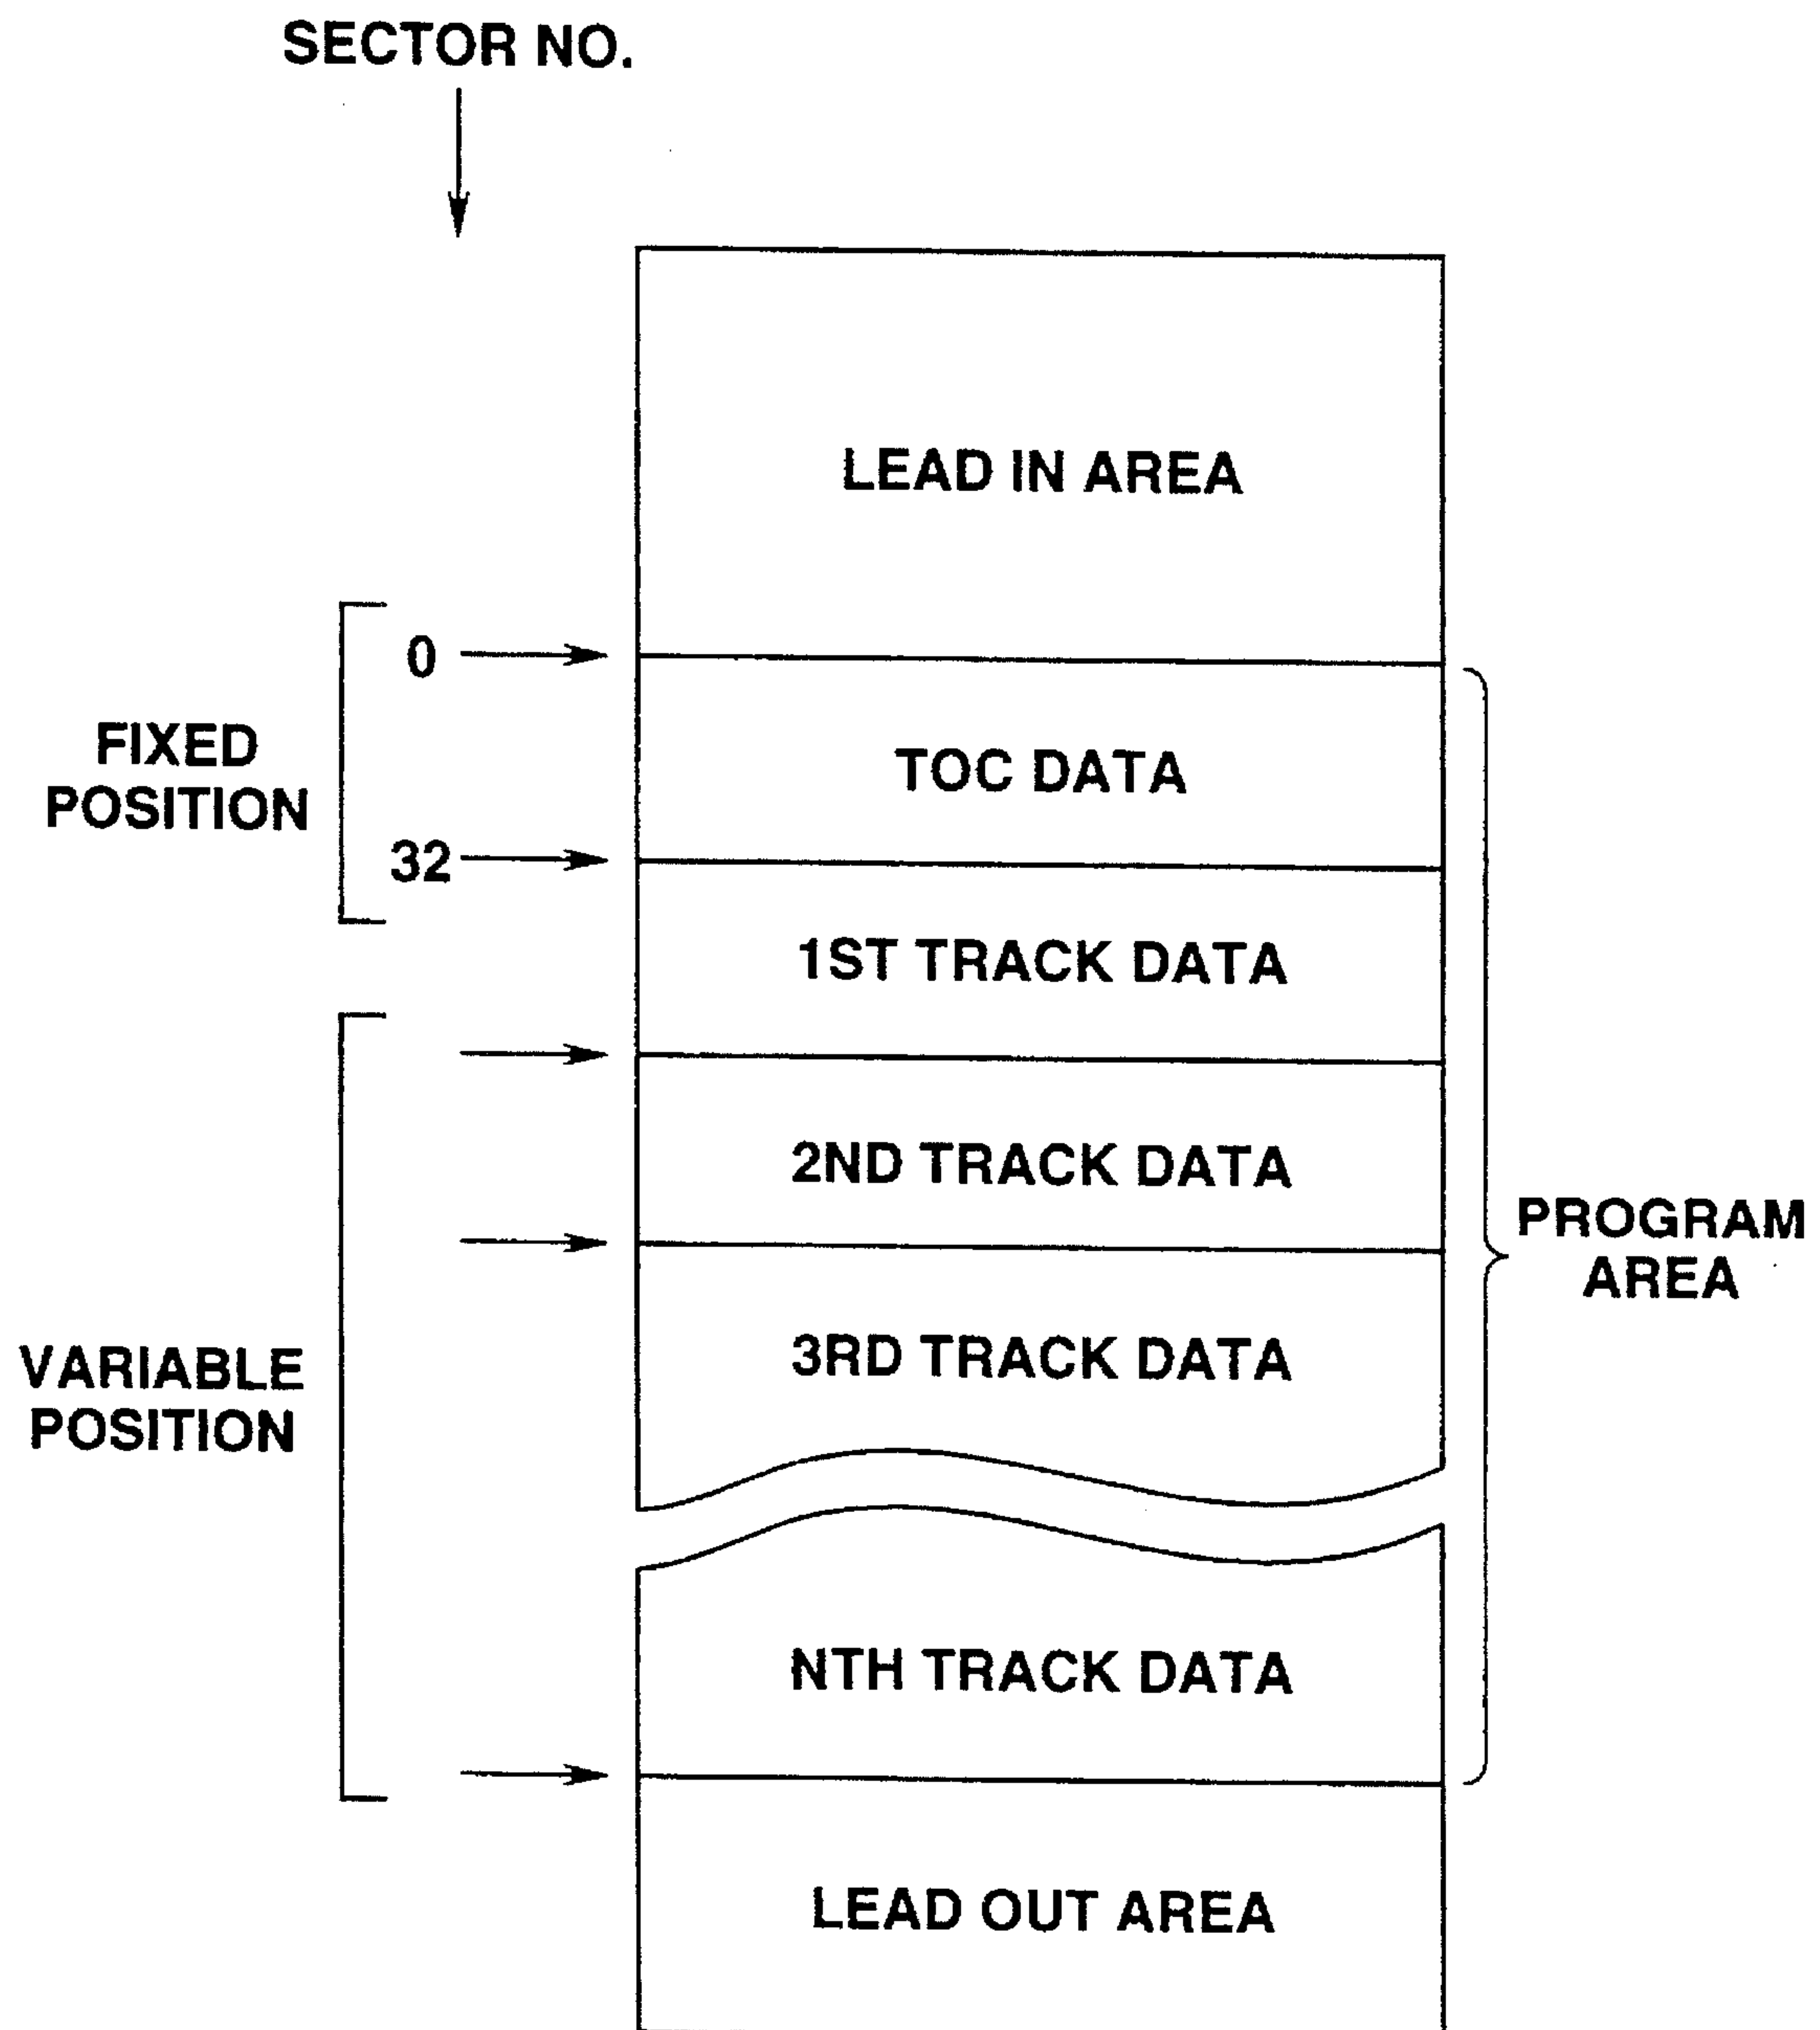 SECTOR NO.
LEAD IN AREA
0
FIXED
POSITION
TOC DATA
32
1ST TRACK DATA
2ND TRACK DATA
PROGRAM
AREA
3RD TRACK DATA
VARIABLE
POSITION
NTH TRACK DATA
LEAD OUT AREA